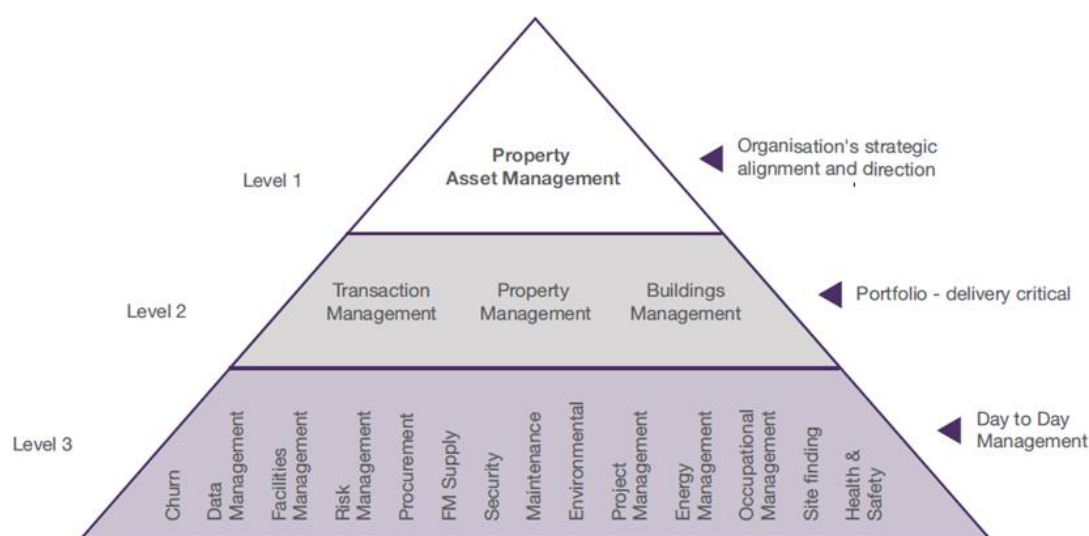 Property
Asset Management
Level 1
Organisation's strategic
alignment and direction
Transaction
Management
Property
Management
Buildings
Management
Level 2
Portfolio - delivery critical
Level 3
Churn
Data
Management
Facilities
Management
Risk
Management
Procurement
FM Supply
Security
Maintenance
Environmental
Project
Management
Energy
Management
Occupational
Management
Site finding
Health &
Safety
Day to Day
Management